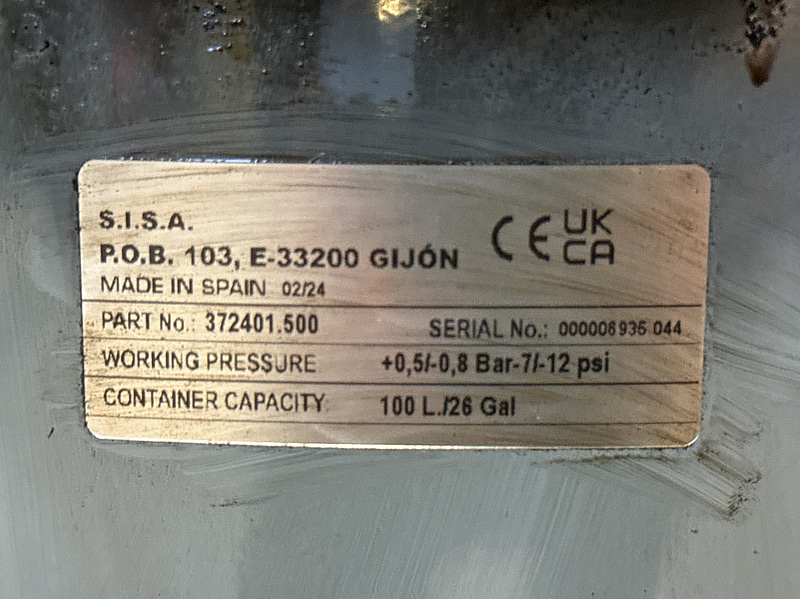 S.I.S.A.
P.O.B. 103, E-33200 GIJÓN
CE UK CA
MADE IN SPAIN 02/24
PART No.: 372401.500 SERIAL No.: 000006935 044
WORKING PRESSURE +0,5/-0,8 Bar-7/-12 psi
CONTAINER CAPACITY 100 L./26 Gal